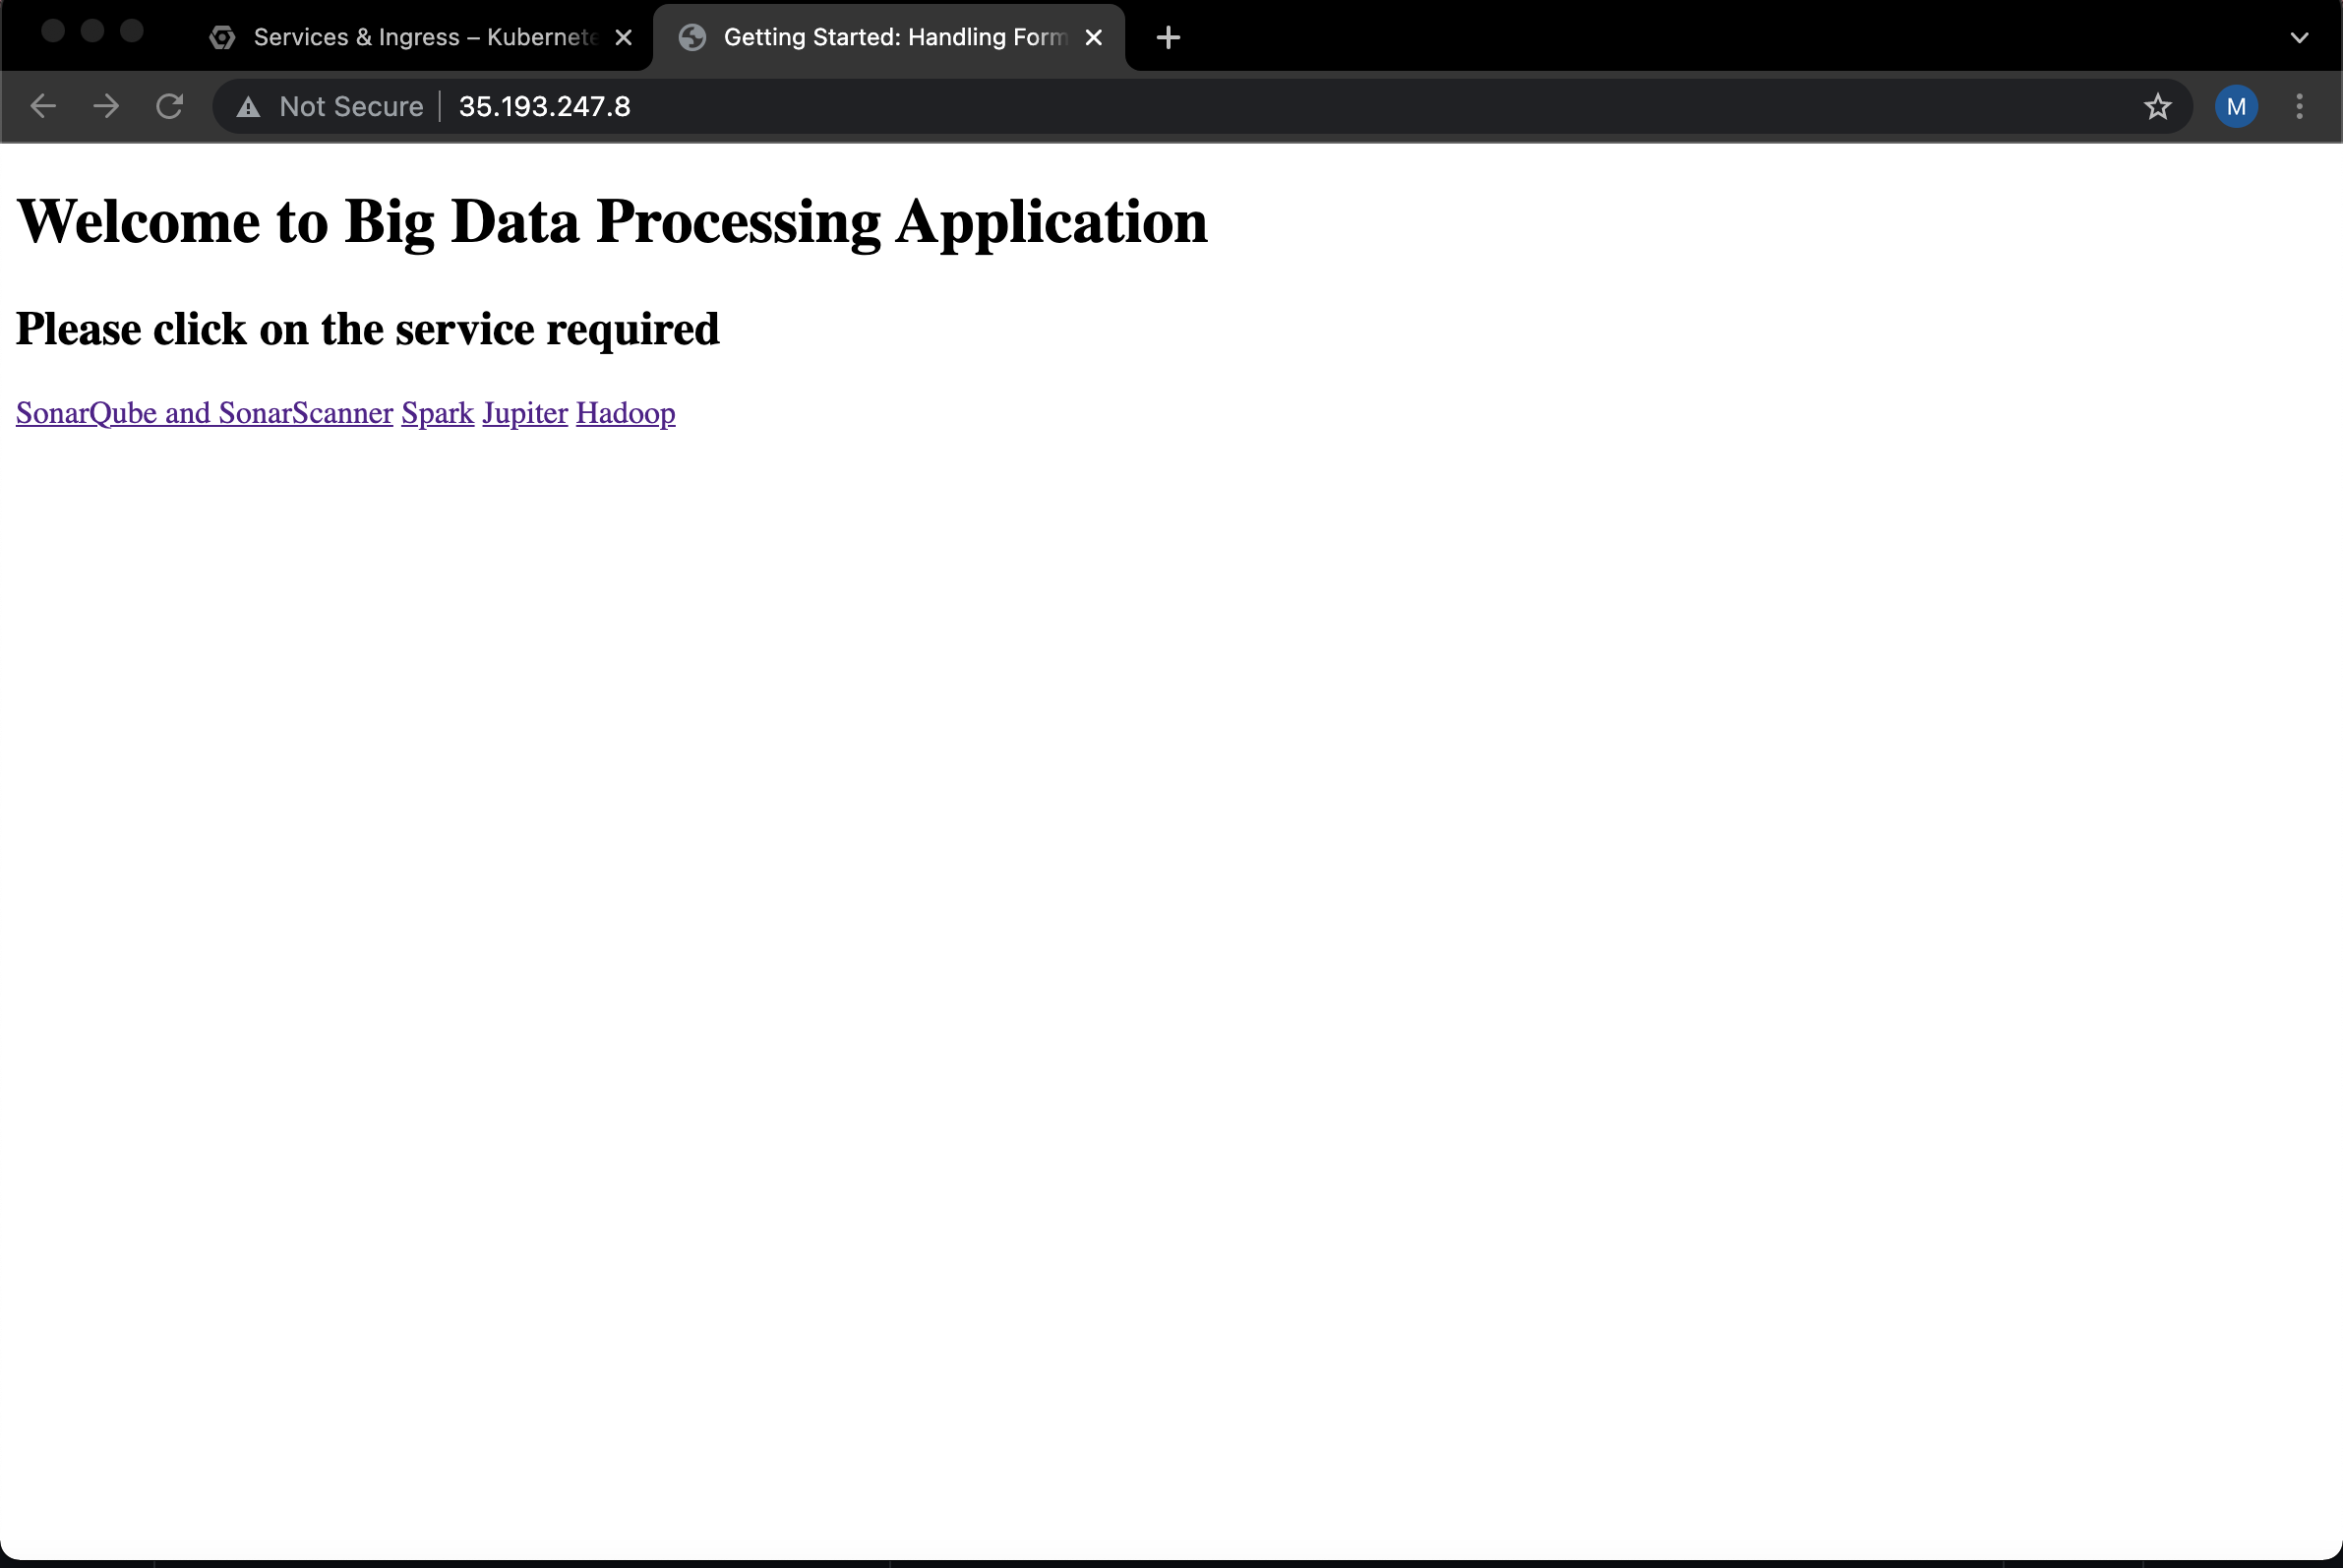 Services & Ingress – Kubernete
Getting Started: Handling Form
Not Secure 35.193.247.8
M
Welcome to Big Data Processing Application
Please click on the service required
SonarQube and SonarScanner Spark Jupiter Hadoop